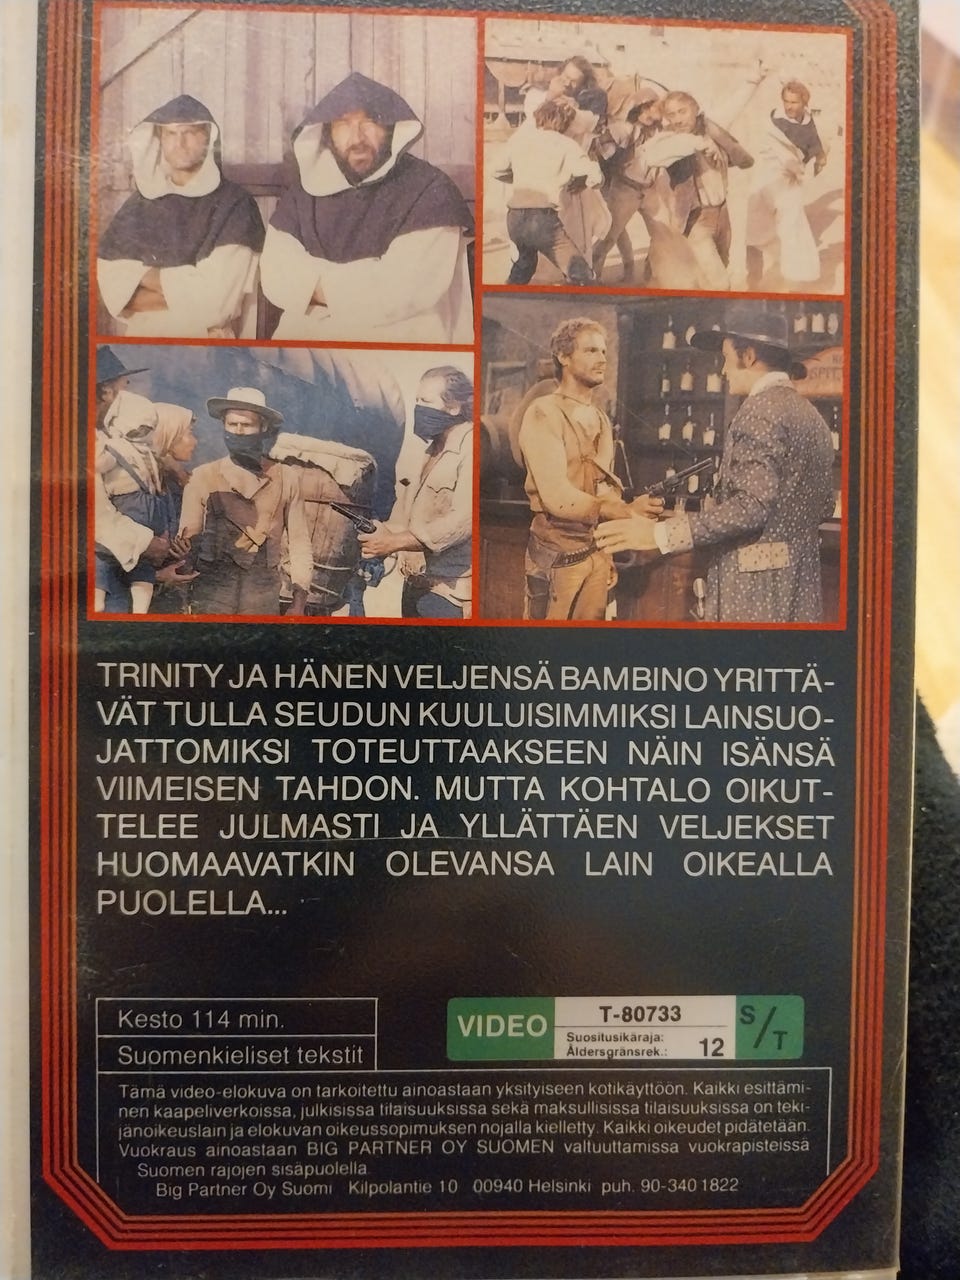 TRINITY JA HÄNEN VELJENSÄ BAMBINO YRITTÄ-
VÄT TULLA SEUDUN KUULUISIMMIKSI LAINSUO-
JATTOMIKSI TOTEUTTAAKSEEN NÄIN ISÄNSÄ
VIIMEISEN TAHDON. MUTTA KOHTALO OIKUT-
TELEE JULMASTI JA YLLÄTTÄEN VELJEKSET
HUOMAAVATKIN OLEVANSA LAIN OIKEALLA
PUOLELLA...
Kesto 114 min.
Suomenkieliset tekstit
VIDEO
T-80733
Suositusikäraja:
Åldersgränsrek.: 12
S/T
Tämä video-elokuva on tarkoitettu ainoastaan yksityiseen kotikäyttöön. Kaikki esittämi-
nen kaapeliverkoissa, julkisissa tilaisuuksissa sekä maksullisissa tilaisuuksissa on teki-
jänoikeuslain ja elokuvan oikeussopimuksen nojalla kielletty. Kaikki oikeudet pidätetään.
Vuokraus ainoastaan BIG PARTNER OY SUOMEN valtuuttamissa vuokrapisteissä
Suomen rajojen sisäpuolella.
Big Partner Oy Suomi Kilpolantie 10 00940 Helsinki puh. 90-340 1822